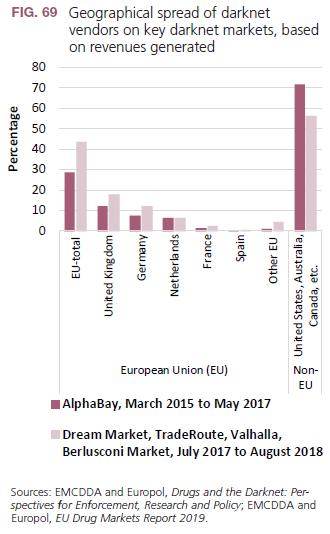 FIG. 69 Geographical spread of darknet
vendors on key darknet markets, based
on revenues generated
Percentage
80
70
60
50
40
30
20
10
0
EU-total
United Kingdom
Germany
Netherlands
France
Spain
Other EU
United States, Australia,
Canada, etc.
European Union (EU)
Non-
EU
AlphaBay, March 2015 to May 2017
Dream Market, TradeRoute, Valhalla,
Berlusconi Market, July 2017 to August 2018
Sources: EMCDDA and Europol, Drugs and the Darknet: Per-
spectives for Enforcement, Research and Policy; EMCDDA and
Europol, EU Drug Markets Report 2019.